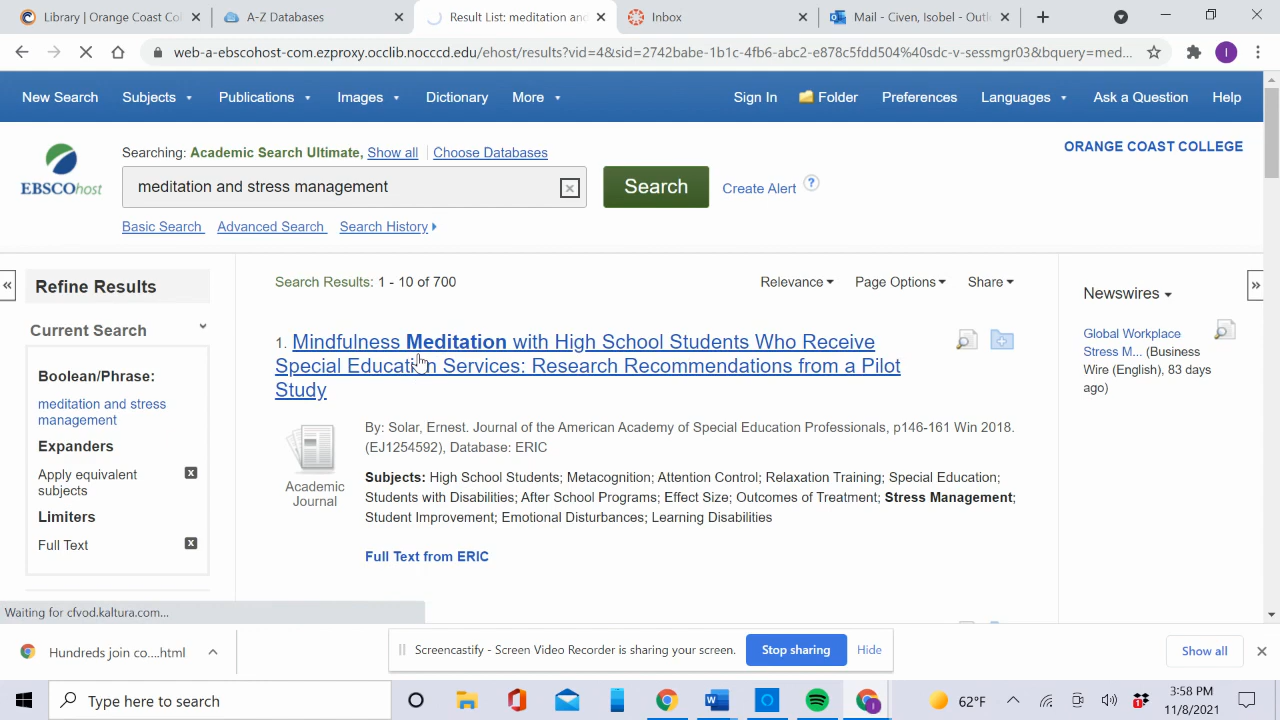 Library | Orange Coast Col
A-Z Databases
Result List: meditation and
Inbox
Mail - Civen, Isobel - Outl
web-a-ebscohost-com.ezproxy.occlib.nocccd.edu/ehost/results?vid=4&sid=2742babe-1b1c-4fb6-abc2-e878c5fdd504%40sdc-v-sessmgr03&bquery=med...
I
New Search
Subjects
Publications
Images
Dictionary
More
Sign In
Folder
Preferences
Languages
Ask a Question
Help
EBSCOhost
Searching: Academic Search Ultimate, Show all
Choose Databases
ORANGE COAST COLLEGE
meditation and stress management
Search
Create Alert
?
Basic Search
Advanced Search
Search History
«
Refine Results
Current Search
Boolean/Phrase:
meditation and stress
management
Expanders
Apply equivalent
subjects
Limiters
Full Text
Search Results: 1 - 10 of 700
Relevance
Page Options
Share
1. Mindfulness Meditation with High School Students Who Receive
Special Education Services: Research Recommendations from a Pilot
Study
Academic
Journal
By: Solar, Ernest. Journal of the American Academy of Special Education Professionals, p146-161 Win 2018.
(EJ1254592), Database: ERIC
Subjects: High School Students; Metacognition; Attention Control; Relaxation Training; Special Education;
Students with Disabilities; After School Programs; Effect Size; Outcomes of Treatment; Stress Management;
Student Improvement; Emotional Disturbances; Learning Disabilities
Full Text from ERIC
»
Newswires
Global Workplace
Stress M... (Business
Wire (English), 83 days
ago)
Waiting for cfvod.kaltura.com...
Hundreds join co....html
Screencastify - Screen Video Recorder is sharing your screen.
Stop sharing
Hide
Show all
Type here to search
62°F
3:58 PM
11/8/2021